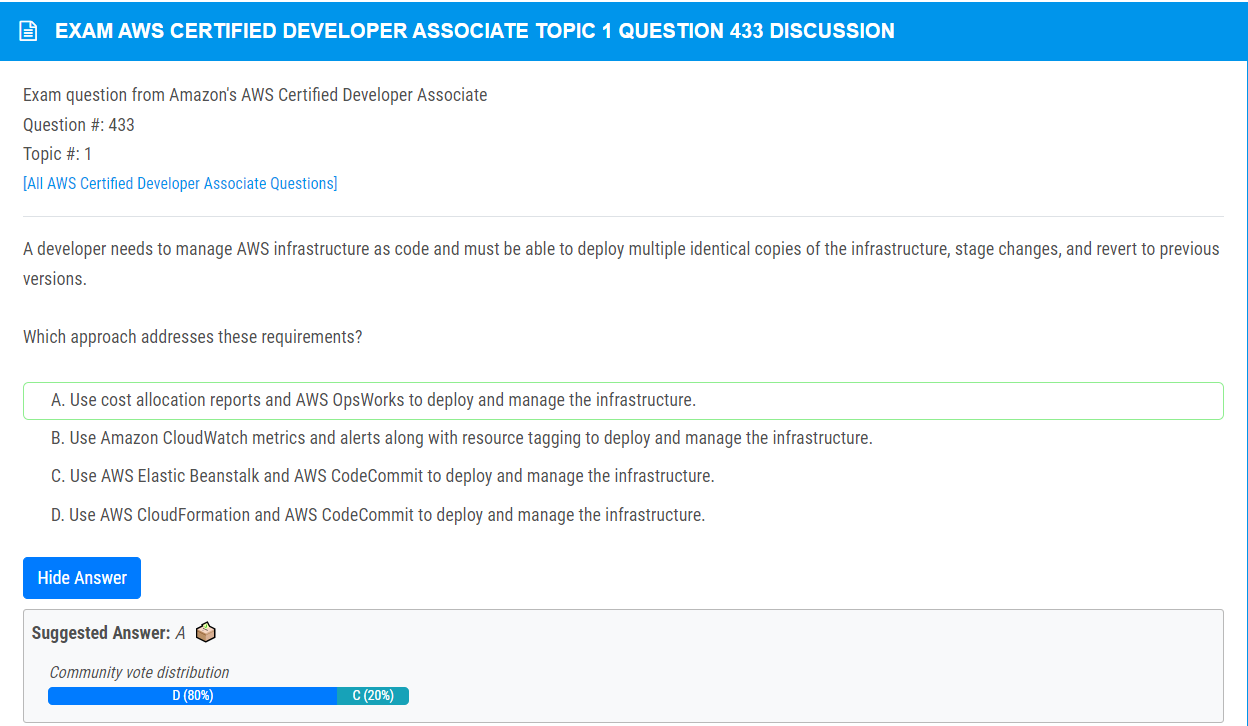 EXAM AWS CERTIFIED DEVELOPER ASSOCIATE TOPIC 1 QUESTION 433 DISCUSSION
Exam question from Amazon's AWS Certified Developer Associate
Question #: 433
Topic #: 1
[All AWS Certified Developer Associate Questions]
A developer needs to manage AWS infrastructure as code and must be able to deploy multiple identical copies of the infrastructure, stage changes, and revert to previous
versions.
Which approach addresses these requirements?
A. Use cost allocation reports and AWS OpsWorks to deploy and manage the infrastructure.
B. Use Amazon CloudWatch metrics and alerts along with resource tagging to deploy and manage the infrastructure.
C. Use AWS Elastic Beanstalk and AWS CodeCommit to deploy and manage the infrastructure.
D. Use AWS CloudFormation and AWS CodeCommit to deploy and manage the infrastructure.
Hide Answer
Suggested Answer: A
Community vote distribution
D (80%) C (20%)